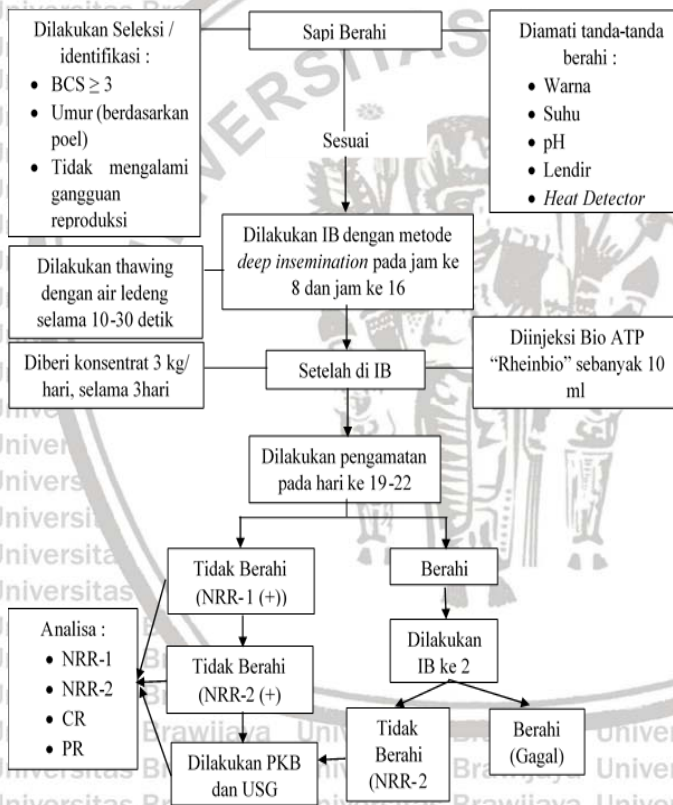 Dilakukan Seleksi /
identifikasi :
• BCS ≥ 3
• Umur (berdasarkan
poel)
• Tidak mengalami
gangguan
reproduksi
Sapi Berahi
Diamati tanda-tanda
berahi :
• Warna
• Suhu
• pH
• Lendir
• Heat Detector
Sesuai
Dilakukan IB dengan metode
deep insemination pada jam ke
8 dan jam ke 16
Dilakukan thawing
dengan air ledeng
selama 10-30 detik
Diberi konsentrat 3 kg/
hari, selama 3hari
Setelah di IB
Diinjeksi Bio ATP
“Rheinbio” sebanyak 10
ml
Dilakukan pengamatan
pada hari ke 19-22
Tidak Berahi
(NRR-1 (+))
Berahi
Analisa :
• NRR-1
• NRR-2
• CR
• PR
Tidak Berahi
(NRR-2 (+)
Dilakukan
IB ke 2
Dilakukan PKB
dan USG
Tidak
Berahi
(NRR-2
Berahi
(Gagal)
UNIVERSITAS
Universitas
Brawijaya